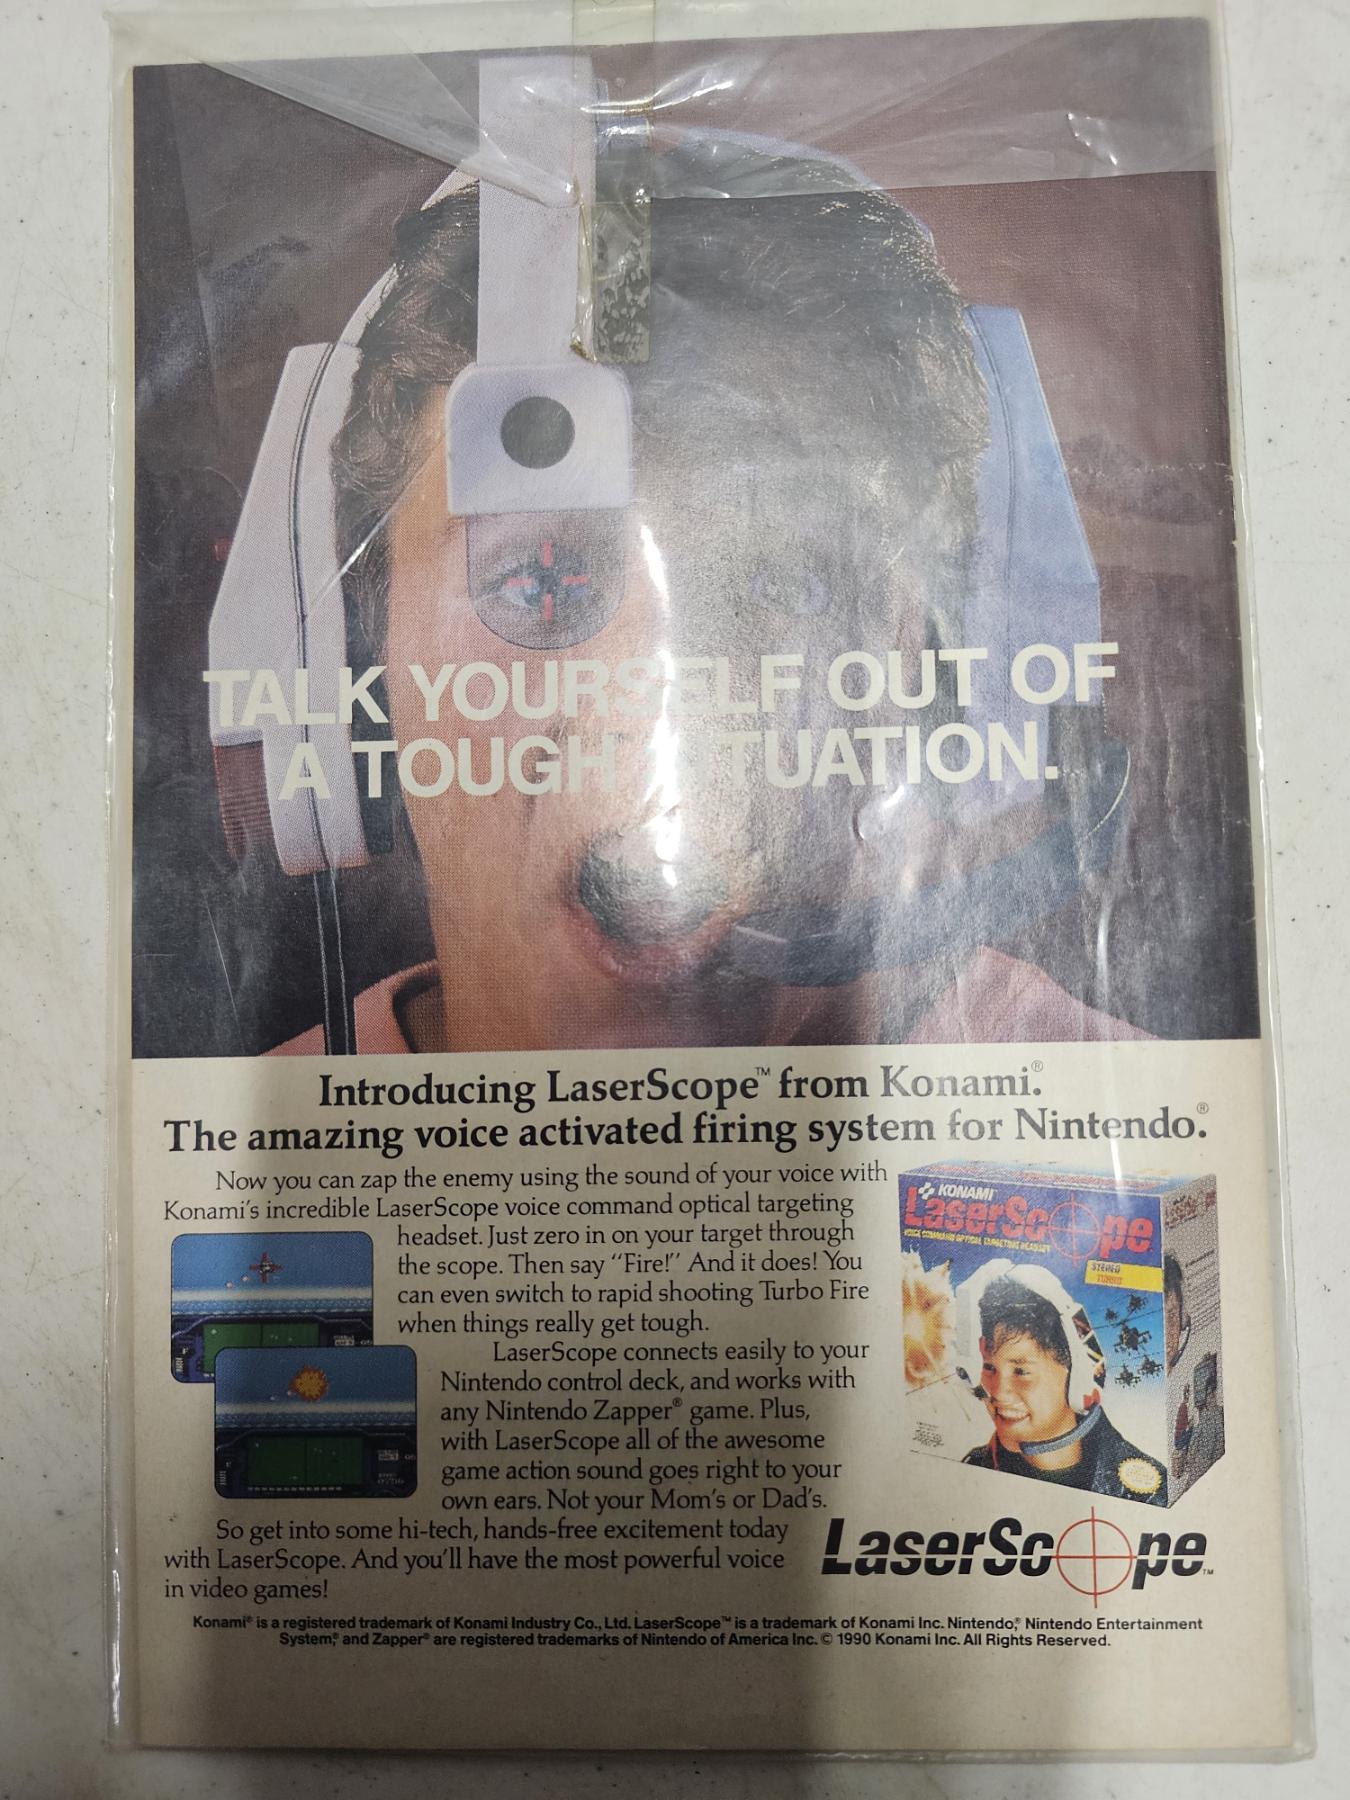 TALK YOURSELF OUT OF
A TOUGH SITUATION.
Introducing LaserScope™ from Konami.®
The amazing voice activated firing system for Nintendo.®
Now you can zap the enemy using the sound of your voice with
Konami's incredible LaserScope voice command optical targeting
headset. Just zero in on your target through
the scope. Then say "Fire!" And it does! You
can even switch to rapid shooting Turbo Fire
when things really get tough.
LaserScope connects easily to your
Nintendo control deck, and works with
any Nintendo Zapper® game. Plus,
with LaserScope all of the awesome
game action sound goes right to your
own ears. Not your Mom's or Dad's.
So get into some hi-tech, hands-free excitement today
with LaserScope. And you'll have the most powerful voice
in video games!
KONAMI
LaserScope
VOICE COMMAND OPTICAL TARGETING HEADSET
STEREO
TURBO
LaserScope™
Konami® is a registered trademark of Konami Industry Co., Ltd. LaserScope™ is a trademark of Konami Inc. Nintendo,® Nintendo Entertainment
System,® and Zapper® are registered trademarks of Nintendo of America Inc. © 1990 Konami Inc. All Rights Reserved.